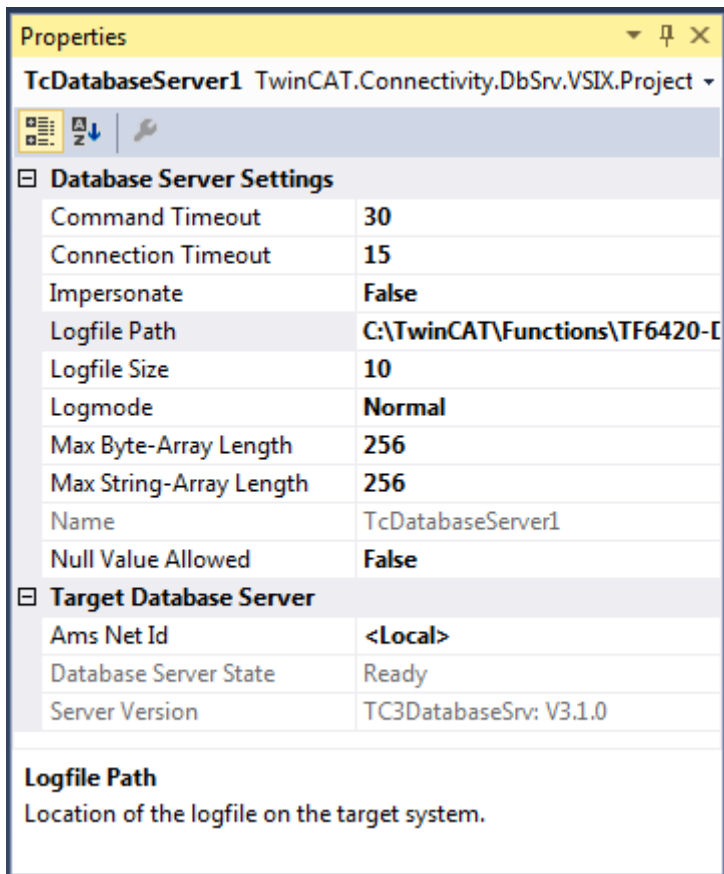 Properties
TcDatabaseServer1 TwinCAT.Connectivity.DbSrv.VSIX.Project
Database Server Settings
Command Timeout 30
Connection Timeout 15
Impersonate False
Logfile Path C:\TwinCAT\Functions\TF6420-D
Logfile Size 10
Logmode Normal
Max Byte-Array Length 256
Max String-Array Length 256
Name TcDatabaseServer1
Null Value Allowed False
Target Database Server
Ams Net Id <Local>
Database Server State Ready
Server Version TC3DatabaseSrv: V3.1.0
Logfile Path
Location of the logfile on the target system.